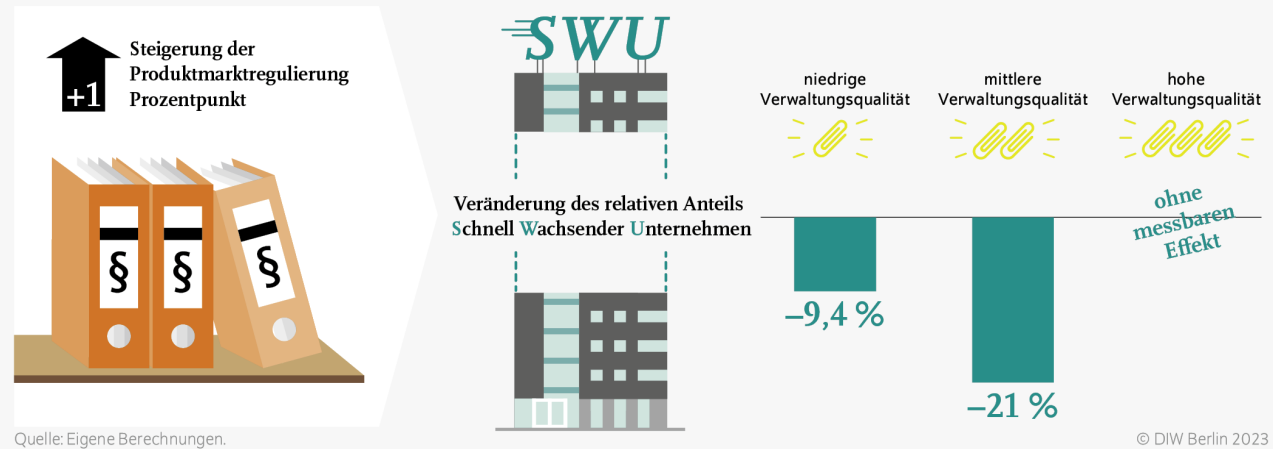 Steigerung der
Produktmarktregulierung
Prozentpunkt
+1
§
§
§
SWU
Veränderung des relativen Anteils
Schnell Wachsender Unternehmen
niedrige
Verwaltungsqualität
mittlere
Verwaltungsqualität
hohe
Verwaltungsqualität
–9,4 %
–21 %
ohne
messbaren
Effekt
Quelle: Eigene Berechnungen.
© DIW Berlin 2023